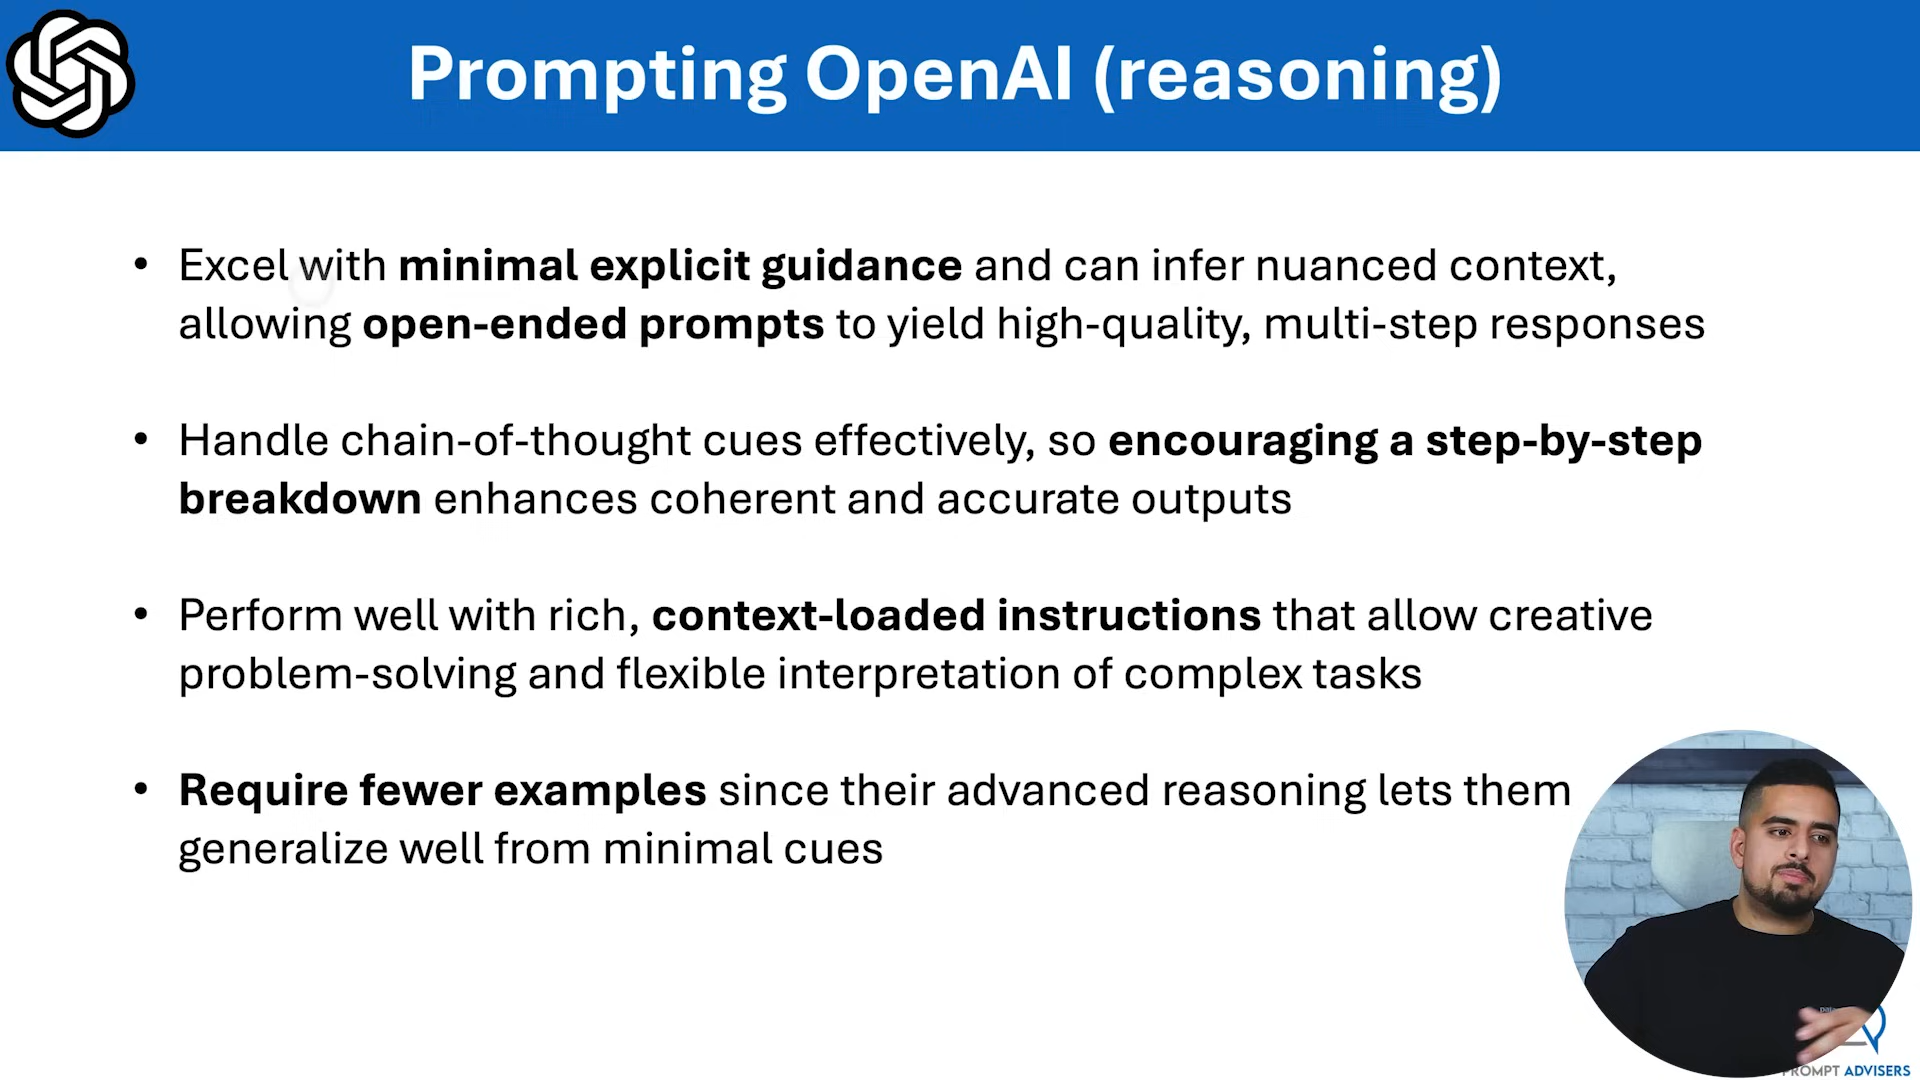 Prompting OpenAI (reasoning)
• Excel with minimal explicit guidance and can infer nuanced context,
allowing open-ended prompts to yield high-quality, multi-step responses
• Handle chain-of-thought cues effectively, so encouraging a step-by-step
breakdown enhances coherent and accurate outputs
• Perform well with rich, context-loaded instructions that allow creative
problem-solving and flexible interpretation of complex tasks
• Require fewer examples since their advanced reasoning lets them
generalize well from minimal cues
PROMPT ADVISERS